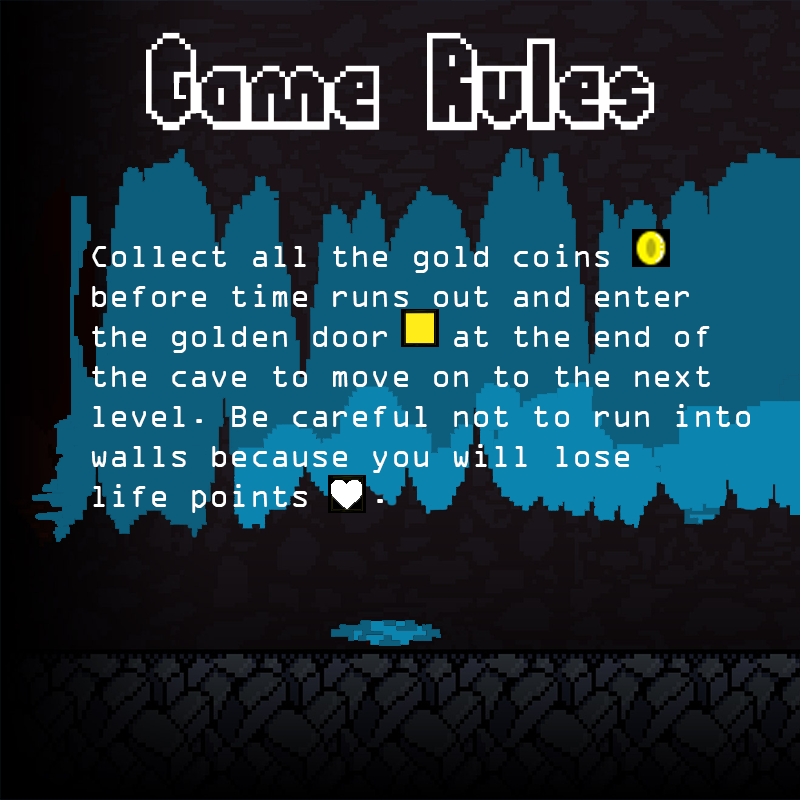 Game Rules
Collect all the gold coins
before time runs out and enter
the golden door at the end of
the cave to move on to the next
level. Be careful not to run into
walls because you will lose
life points .